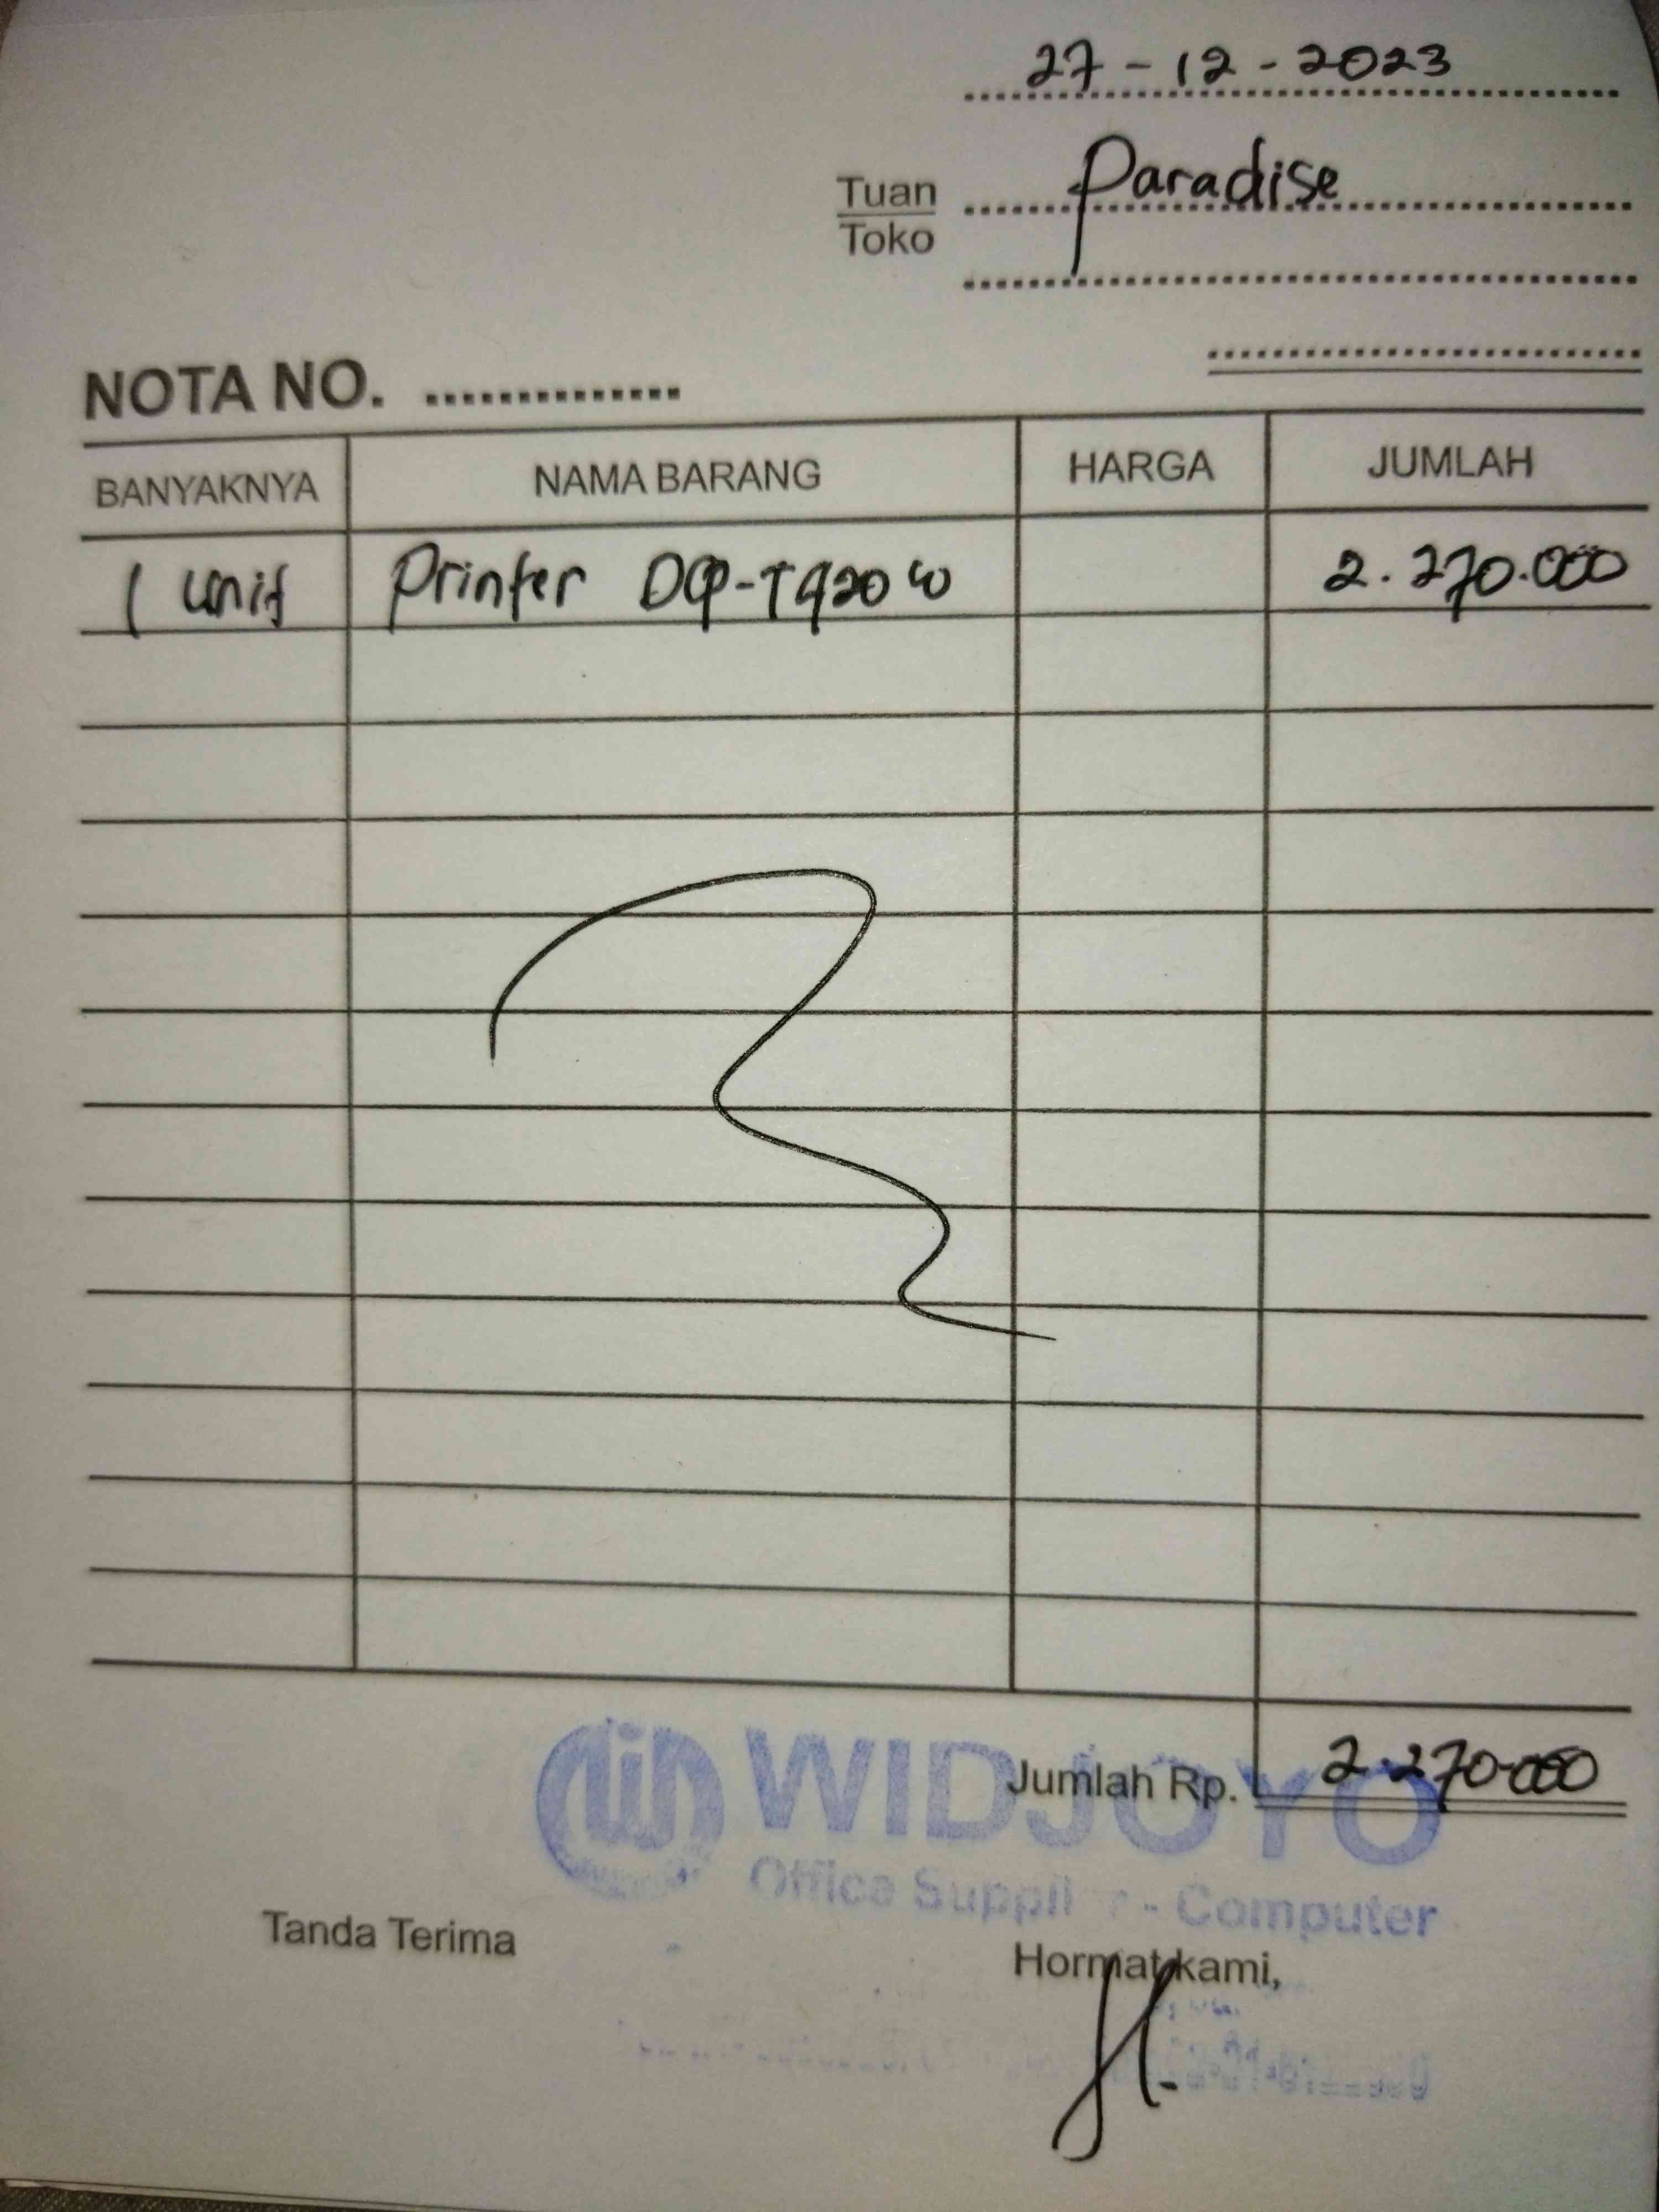 27-12-2023
Tuan Paradise
Toko
NOTA NO.
BANYAKNYA NAMA BARANG HARGA JUMLAH
1 Unit Printer DCP-T420W 2.270.000
Jumlah Rp. 2.270.000
WIDJOYO
Office Supplier - Computer
Tanda Terima Hormat kami,